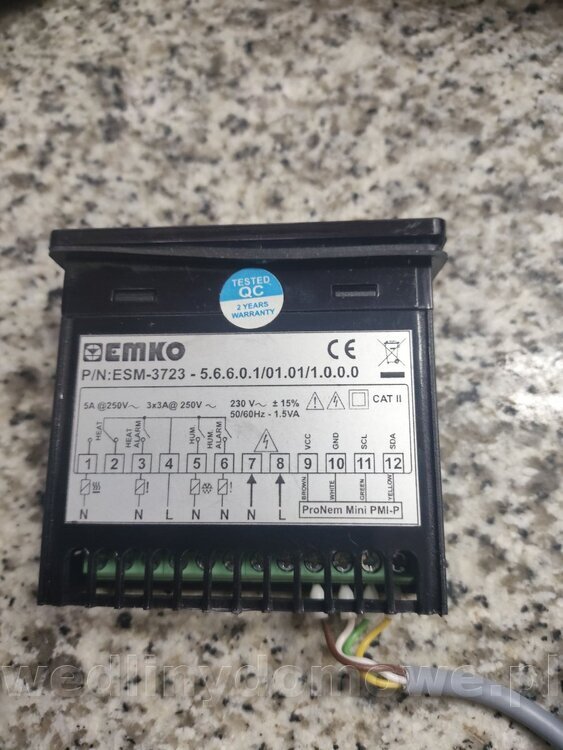 TESTED
QC
2 YEARS
WARRANTY
EMKO CE
P/N:ESM-3723 - 5.6.6.0.1/01.01/1.0.0.0
5A @250V~ 3x3A@ 250V ~ 230 V~ ± 15% CAT II
50/60Hz - 1.5VA
HEAT HEAT ALARM HUM. HUM. ALARM VCC GND SCL SDA
1 2 3 4 5 6 7 8 9 10 11 12
BROWN WHITE GREEN YELLOW
ProNem Mini PMI-P
N N L N N N L
wedlinydomowe.pl